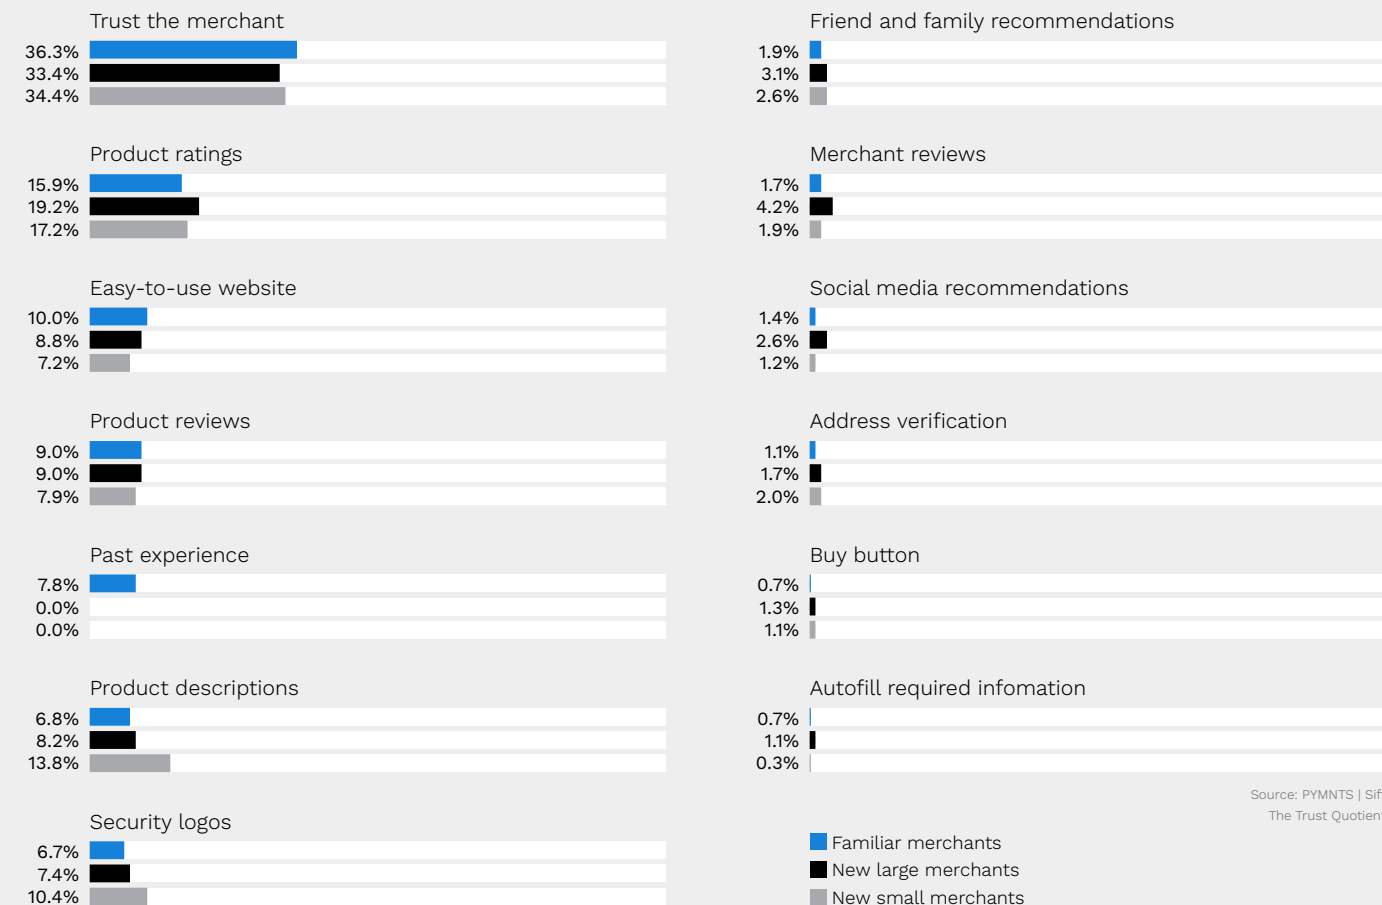 Trust the merchant
36.3%
33.4%
34.4%
Product ratings
15.9%
19.2%
17.2%
Easy-to-use website
10.0%
8.8%
7.2%
Product reviews
9.0%
9.0%
7.9%
Past experience
7.8%
0.0%
0.0%
Product descriptions
6.8%
8.2%
13.8%
Security logos
6.7%
7.4%
10.4%
Friend and family recommendations
1.9%
3.1%
2.6%
Merchant reviews
1.7%
4.2%
1.9%
Social media recommendations
1.4%
2.6%
1.2%
Address verification
1.1%
1.7%
2.0%
Buy button
0.7%
1.3%
1.1%
Autofill required infomation
0.7%
1.1%
0.3%
Source: PYMNTS |
The Trust
Familiar merchants
New large merchants
New small merchants